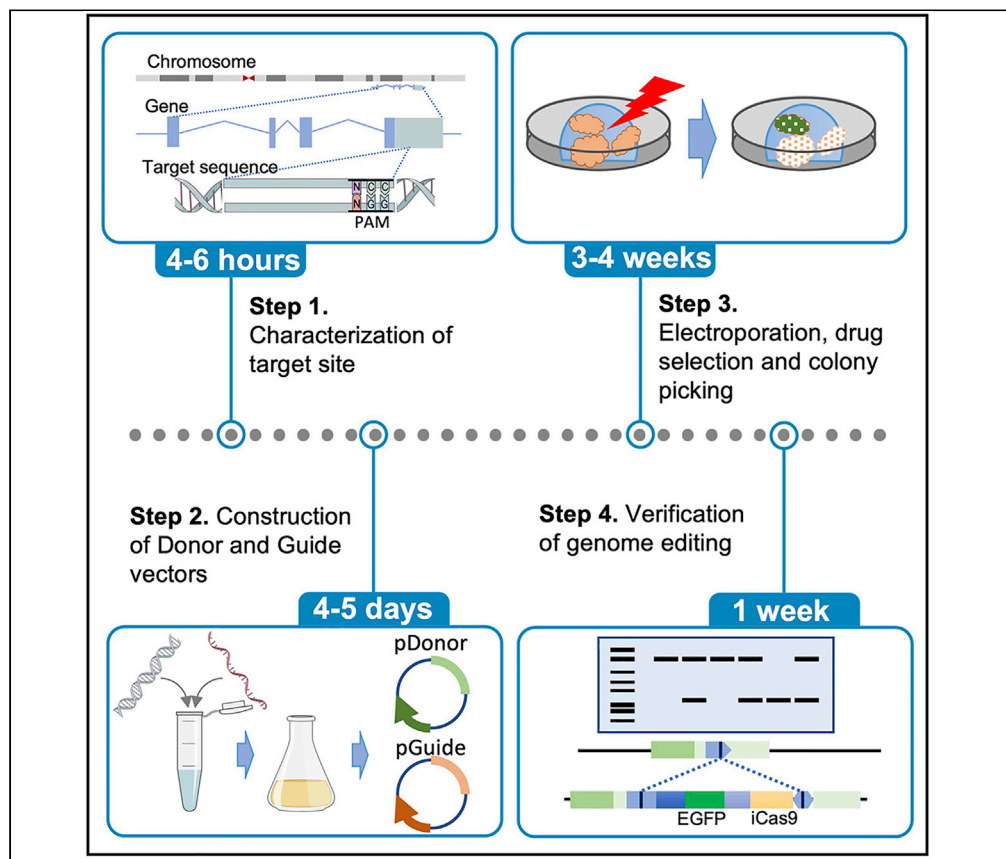 Chromosome
Gene
Target sequence
N C C
N G G
PAM
4-6 hours
Step 1.
Characterization of
target site
3-4 weeks
Step 3.
Electroporation, drug
selection and colony
picking
Step 2. Construction
of Donor and Guide
vectors
4-5 days
pDonor
pGuide
Step 4. Verification
of genome editing
1 week
EGFP iCas9